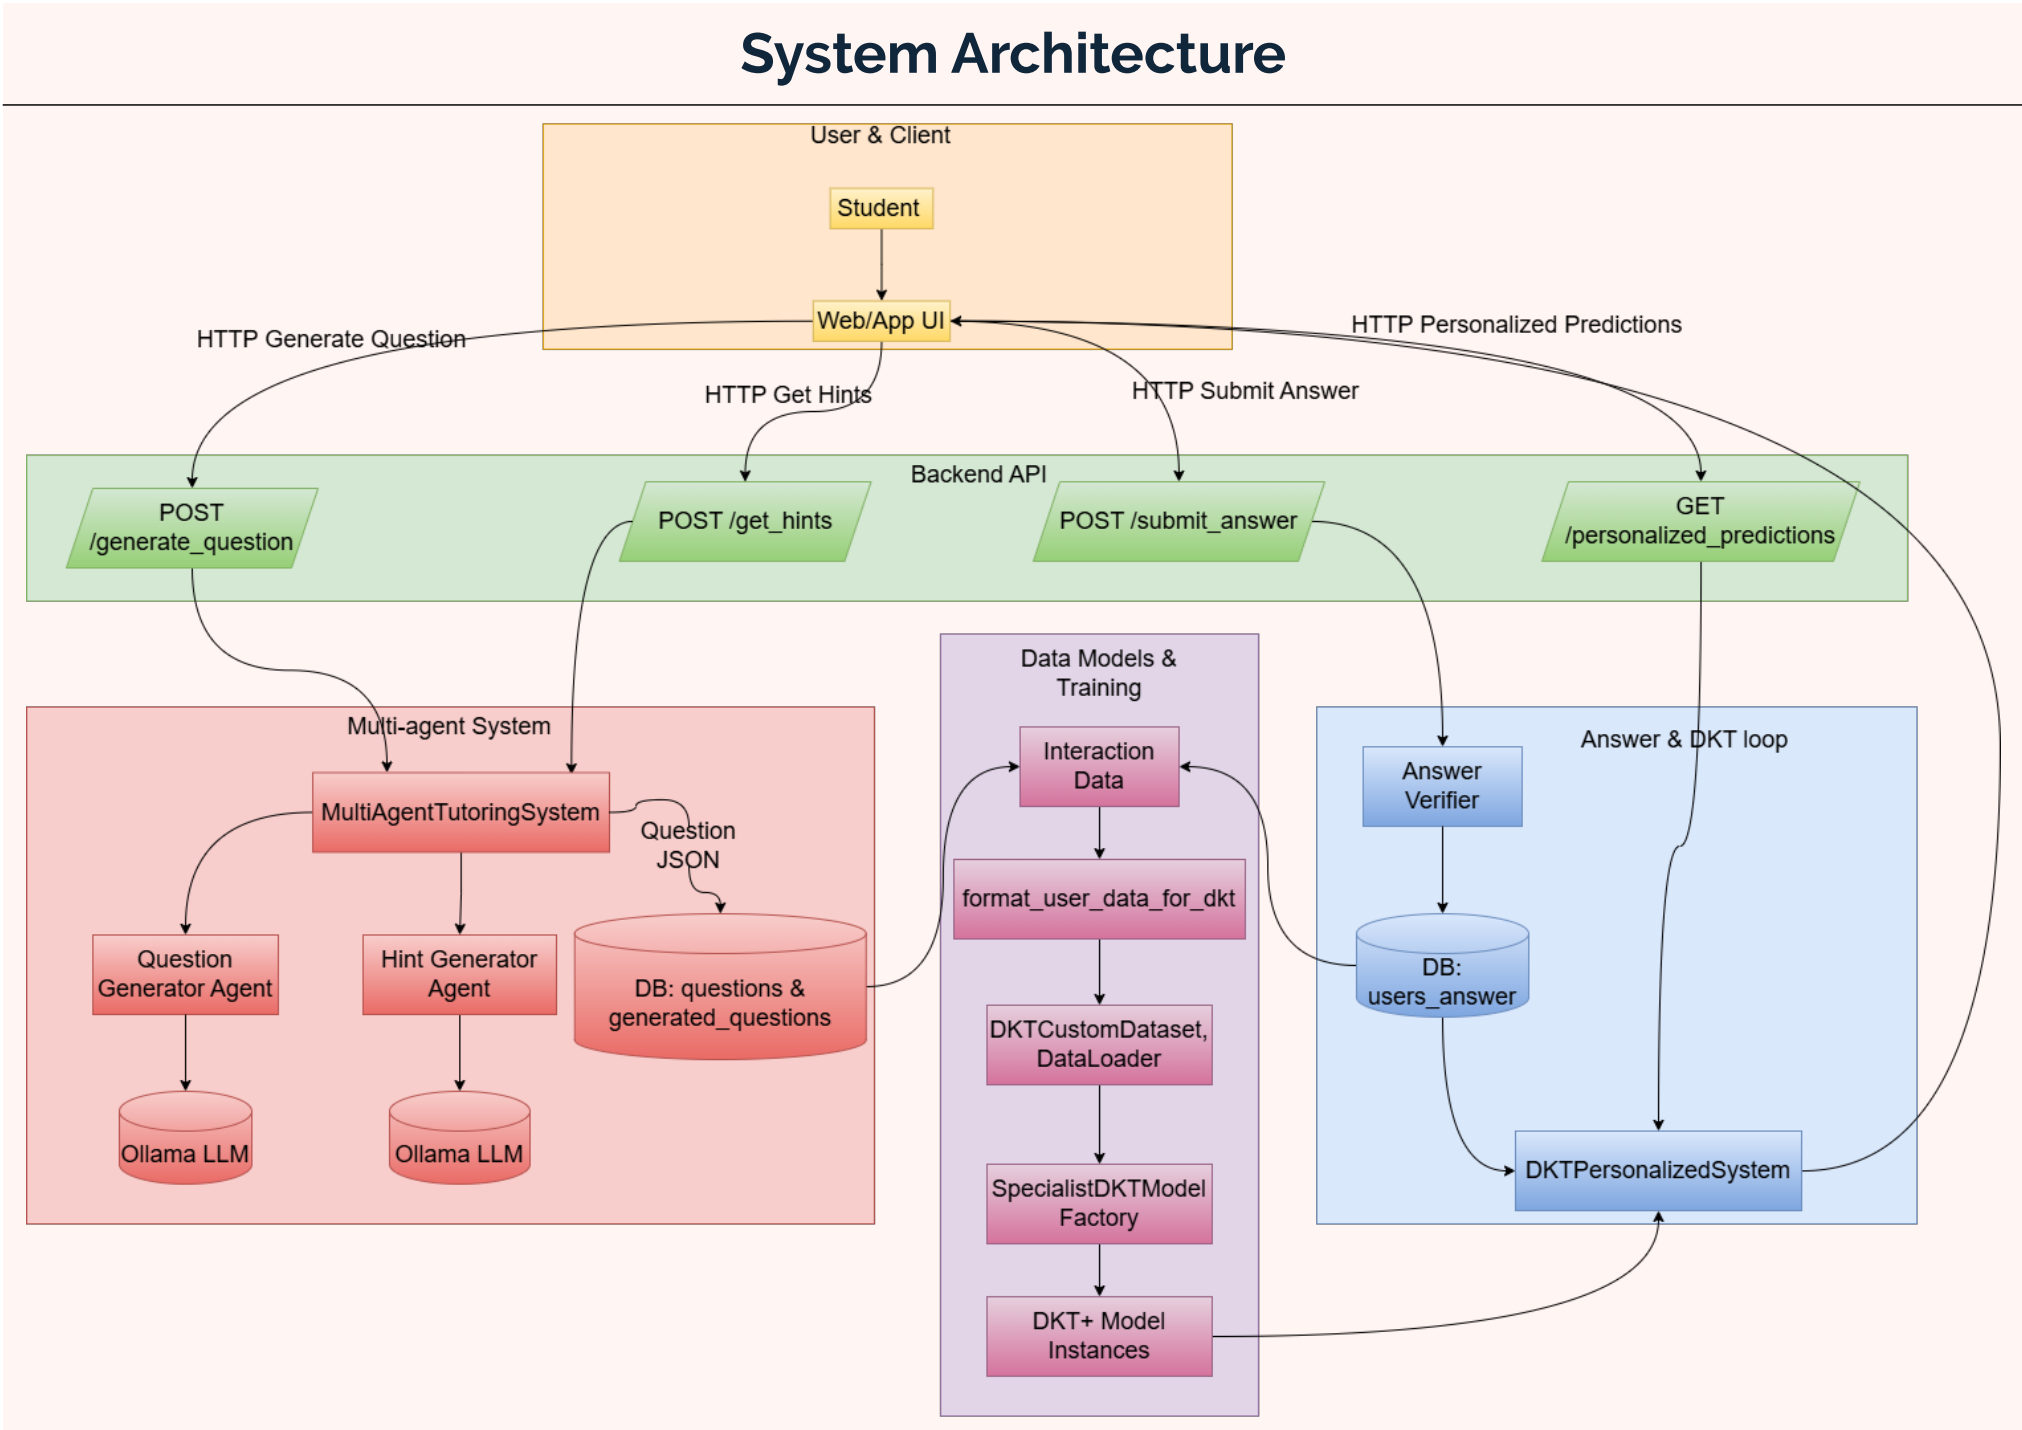 System Architecture
User & Client
Student
Web/App UI
HTTP Generate Question
HTTP Get Hints
HTTP Submit Answer
HTTP Personalized Predictions
Backend API
POST
/generate_question
POST /get_hints
POST /submit_answer
GET
/personalized_predictions
Multi-agent System
MultiAgentTutoringSystem
Question
JSON
Question
Generator Agent
Hint Generator
Agent
DB: questions &
generated_questions
Ollama LLM
Ollama LLM
Data Models &
Training
Interaction
Data
format_user_data_for_dkt
DKTCustomDataset,
DataLoader
SpecialistDKTModel
Factory
DKT+ Model
Instances
Answer & DKT loop
Answer
Verifier
DB:
users_answer
DKTPersonalizedSystem